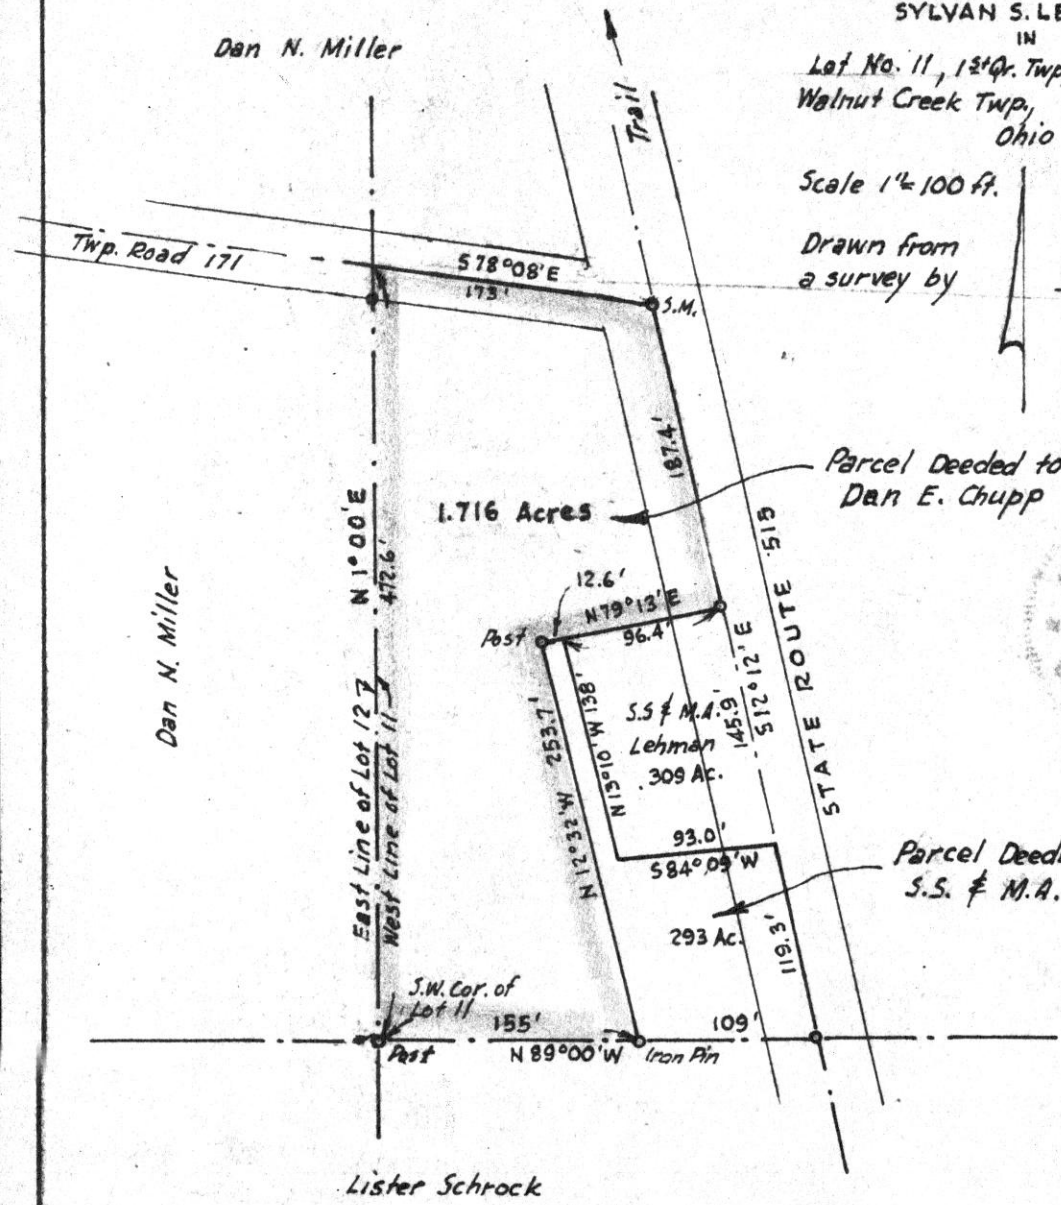 SYLVAN S. LE
IN
Lot No. 11, 1st Qr. Twp
Walnut Creek Twp.,
Ohio
Scale 1"=100 ft.
Drawn from
a survey by
Dan N. Miller
Trail
Twp. Road 171
S78°08'E
173'
S.M.
187.4'
Parcel Deeded to
Dan E. Chupp
1.716 Acres
N 1°00'E
472.6'
12.6'
N79°13'E
96.4'
Post
Dan N. Miller
253.7'
N 12°32'W
N13°10'W 138'
S.S & M.A.
Lehman
.309 Ac.
145.9'
S12°12'E
STATE ROUTE 515
93.0'
S84°09'W
Parcel Deed
S.S. & M.A.
.293 Ac.
119.3'
East Line of Lot 12
West Line of Lot 11
S.W. Cor. of
Lot 11
155'
109'
Post
N 89°00'W
Iron Pin
Lister Schrock